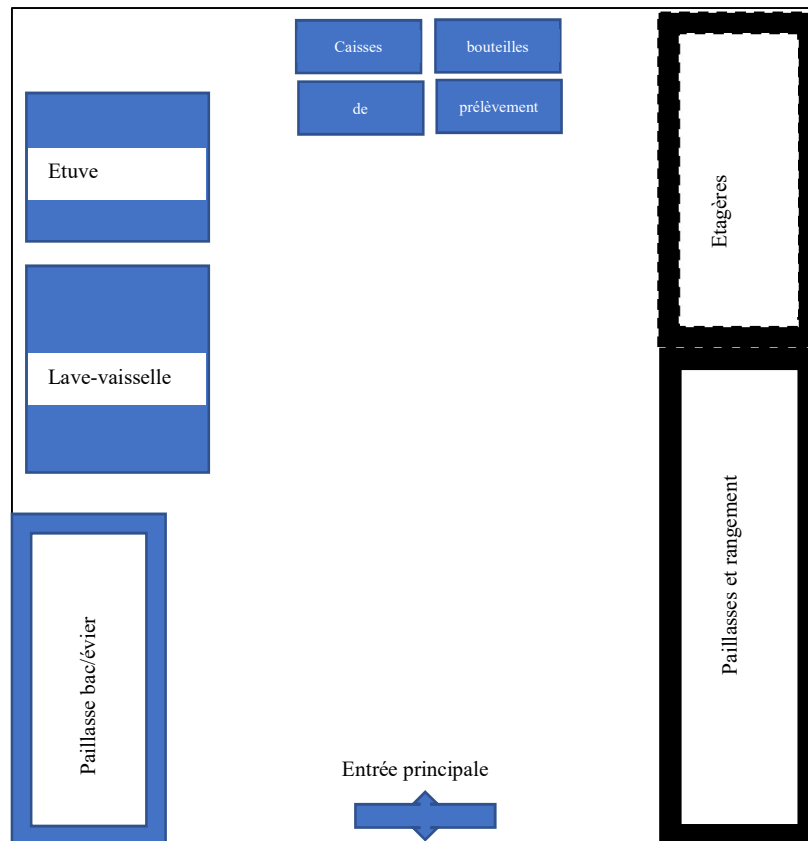 Caisses
bouteilles
de
prélèvement
Etuve
Etagères
Lave-vaisselle
Paillasses et rangement
Paillasse bac/évier
Entrée principale